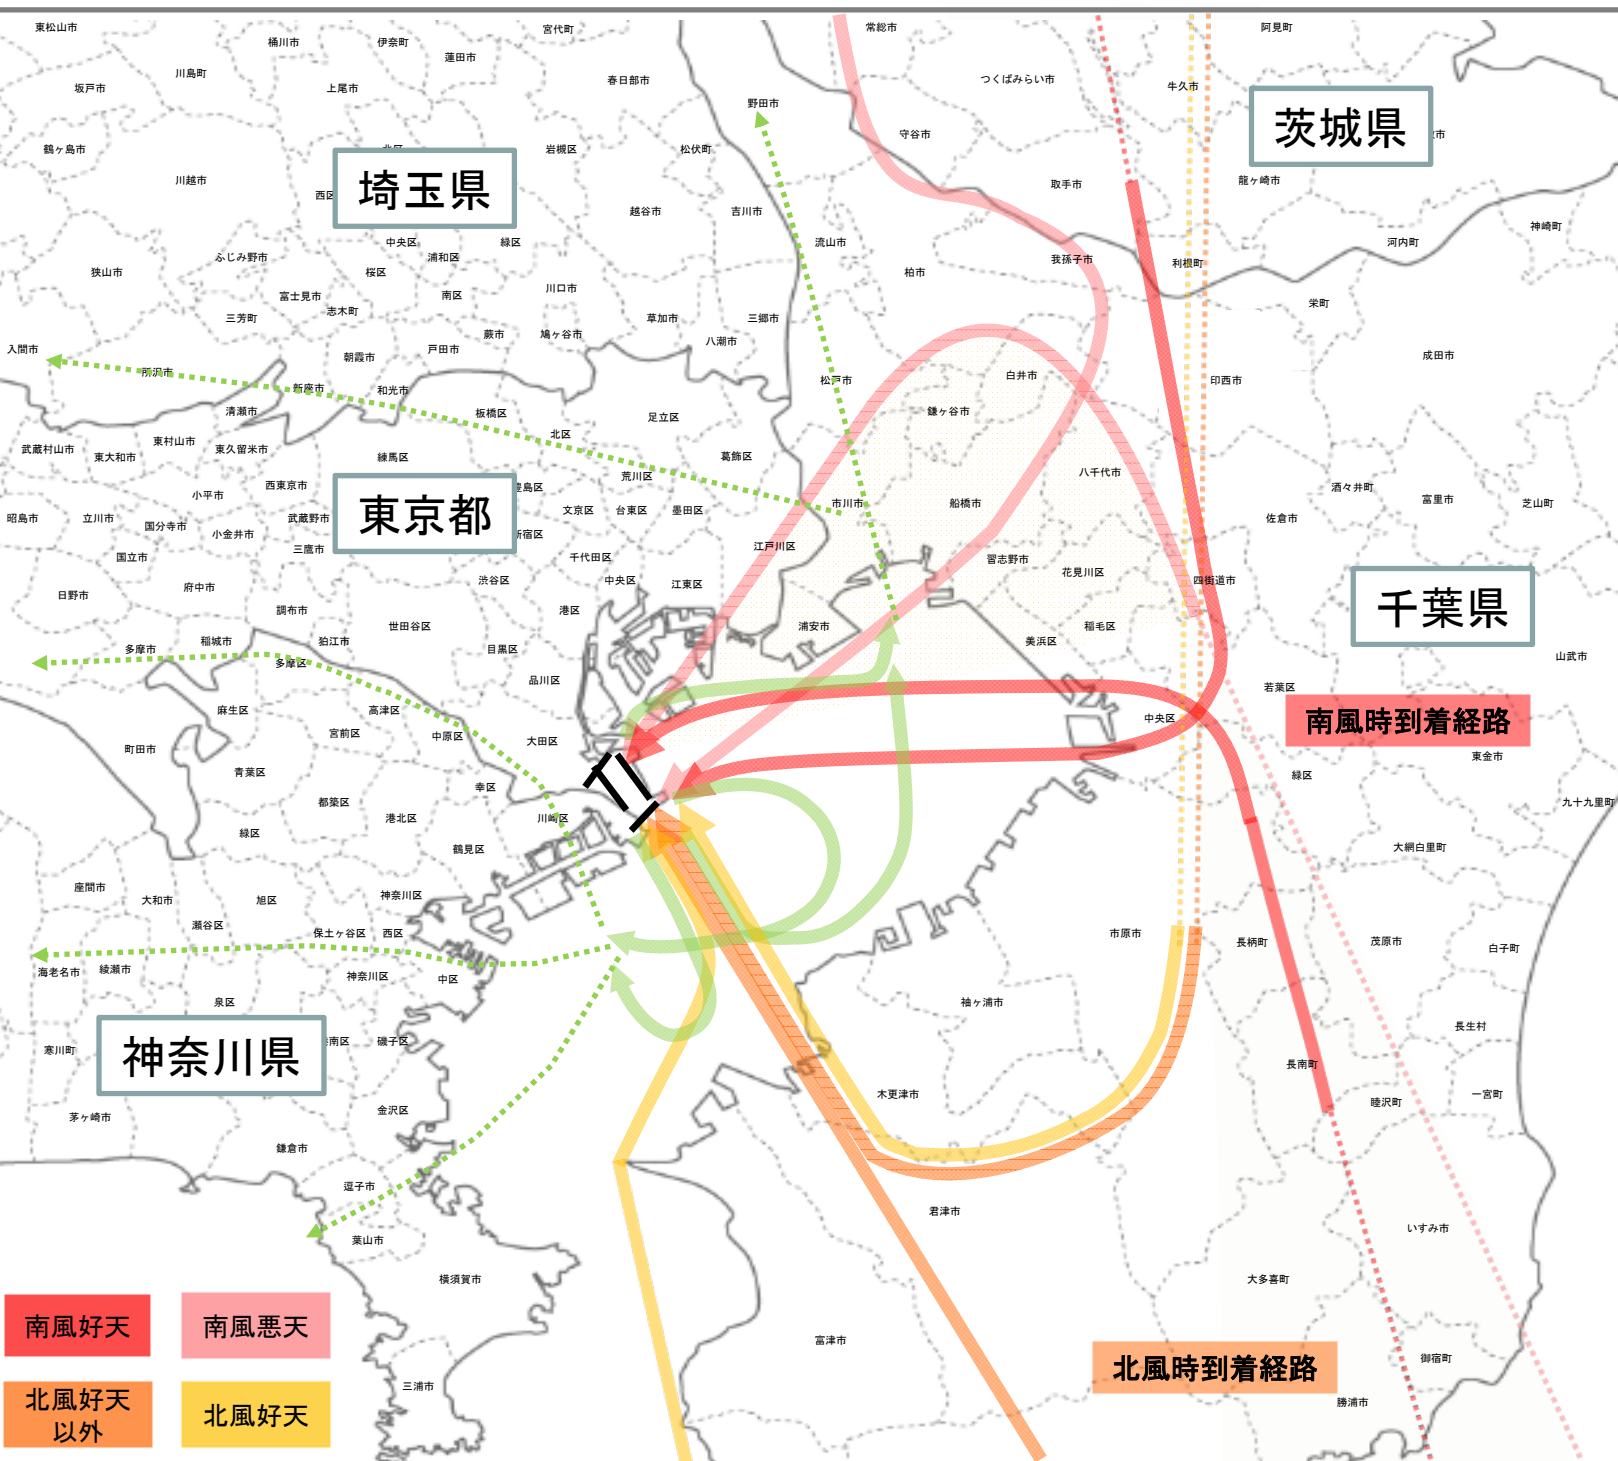 東松山市
桶川市
伊奈町
宮代町
常総市
阿見町
蓮田市
川島町
坂戸市
上尾市
春日部市
つくばみらい市
牛久市
野田市
茨城県
市
守谷市
鶴ヶ島市
北区
岩槻区
松伏町
埼玉県
川越市
西区
取手市
龍ヶ崎市
越谷市
吉川市
神崎町
中央区
緑区
流山市
河内町
ふじみ野市
浦和区
狭山市
桜区
柏市
我孫子市
利根町
富士見市
南区
川口市
栄町
三芳町
志木町
草加市
三郷市
蕨市
鳩ヶ谷市
八潮市
入間市
朝霞市
戸田市
成田市
所沢市
新座市
和光市
松戸市
白井市
印西市
清瀬市
板橋区
足立区
鎌ヶ谷市
北区
武蔵村山市
東村山市
東久留米市
東大和市
練馬区
葛飾区
荒川区
八千代市
西東京市
豊島区
酒々井町
小平市
東京都
市川市
船橋市
富里市
芝山町
昭島市
立川市
国分寺市
武蔵野市
文京区
台東区
墨田区
佐倉市
小金井市
新宿区
国立市
三鷹市
千代田区
江戸川区
習志野市
花見川区
日野市
府中市
渋谷区
中央区
江東区
四街道市
調布市
港区
千葉県
世田谷区
浦安市
稲毛区
多摩市
稲城市
狛江市
目黒区
美浜区
多摩区
山武市
品川区
若葉区
麻生区
高津区
中央区
南風時到着経路
町田市
宮前区
中原区
大田区
東金市
青葉区
緑区
幸区
都築区
港北区
川崎区
九十九里町
緑区
鶴見区
大網白里町
座間市
大和市
旭区
神奈川区
瀬谷区
保土ヶ谷区
西区
市原市
長柄町
茂原市
白子町
海老名市
綾瀬市
神奈川区
中区
泉区
袖ヶ浦市
長生村
神奈川県
南区
磯子区
寒川町
長南町
木更津市
睦沢町
一宮町
茅ヶ崎市
金沢区
鎌倉市
逗子市
君津市
いすみ市
葉山市
横須賀市
大多喜町
南風好天
南風悪天
富津市
北風時到着経路
御宿町
三浦市
勝浦市
北風好天
以外
北風好天